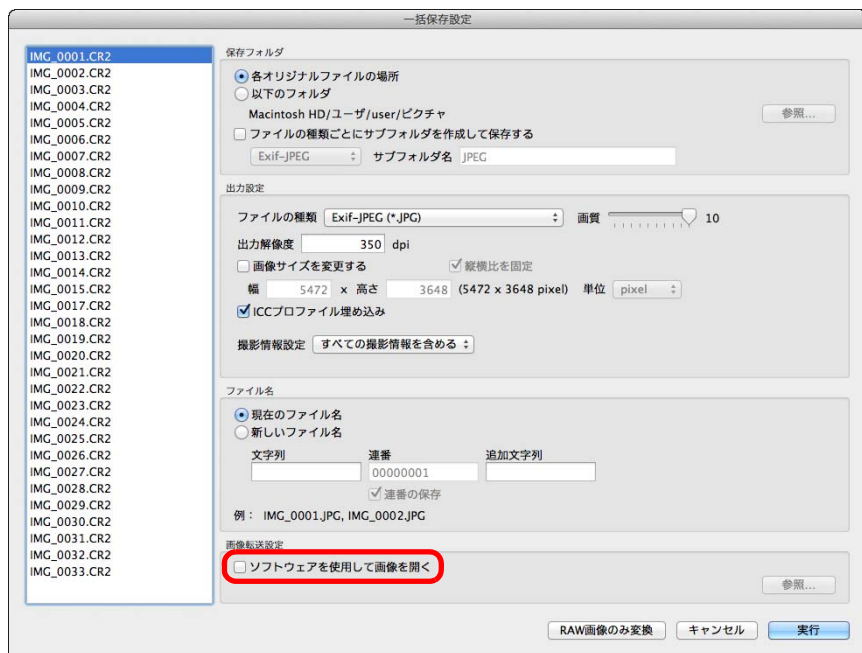 一括保存設定
IMG_0001.CR2
IMG_0002.CR2
IMG_0003.CR2
IMG_0004.CR2
IMG_0005.CR2
IMG_0006.CR2
IMG_0007.CR2
IMG_0008.CR2
IMG_0009.CR2
IMG_0010.CR2
IMG_0011.CR2
IMG_0012.CR2
IMG_0013.CR2
IMG_0014.CR2
IMG_0015.CR2
IMG_0017.CR2
IMG_0018.CR2
IMG_0019.CR2
IMG_0020.CR2
IMG_0021.CR2
IMG_0022.CR2
IMG_0023.CR2
IMG_0024.CR2
IMG_0025.CR2
IMG_0026.CR2
IMG_0027.CR2
IMG_0028.CR2
IMG_0029.CR2
IMG_0030.CR2
IMG_0031.CR2
IMG_0032.CR2
IMG_0033.CR2
保存フォルダ
各オリジナルファイルの場所
以下のフォルダ
Macintosh HD/ユーザ/user/ピクチャ 参照...
ファイルの種類ごとにサブフォルダを作成して保存する
Exif-JPEG サブフォルダ名 JPEG
出力設定
ファイルの種類 Exif-JPEG (*.JPG) 画質 10
出力解像度 350 dpi
画像サイズを変更する 縦横比を固定
幅 5472 x 高さ 3648 (5472 x 3648 pixel) 単位 pixel
ICCプロファイル埋め込み
撮影情報設定 すべての撮影情報を含める
ファイル名
現在のファイル名
新しいファイル名
文字列 連番 追加文字列
00000001
連番の保存
例： IMG_0001.JPG, IMG_0002.JPG
画像転送設定
ソフトウェアを使用して画像を開く
参照...
RAW画像のみ変換 キャンセル 実行